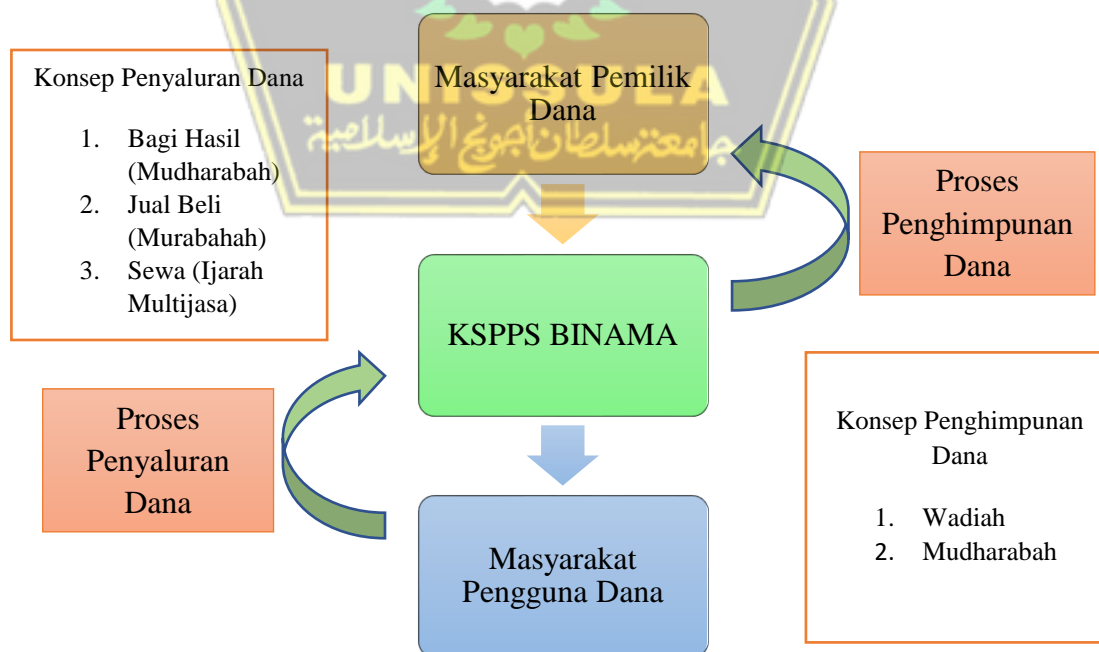 Konsep Penyaluran Dana
1. Bagi Hasil
(Mudharabah)
2. Jual Beli
(Murabahah)
3. Sewa (Ijarah
Multijasa)
UNISSULA
جامعتسلطان أجونج الإسلامية
Masyarakat Pemilik
Dana
Proses
Penghimpunan
Dana
KSPPS BINAMA
Proses
Penyaluran
Dana
Konsep Penghimpunan
Dana
1. Wadiah
2. Mudharabah
Masyarakat
Pengguna Dana